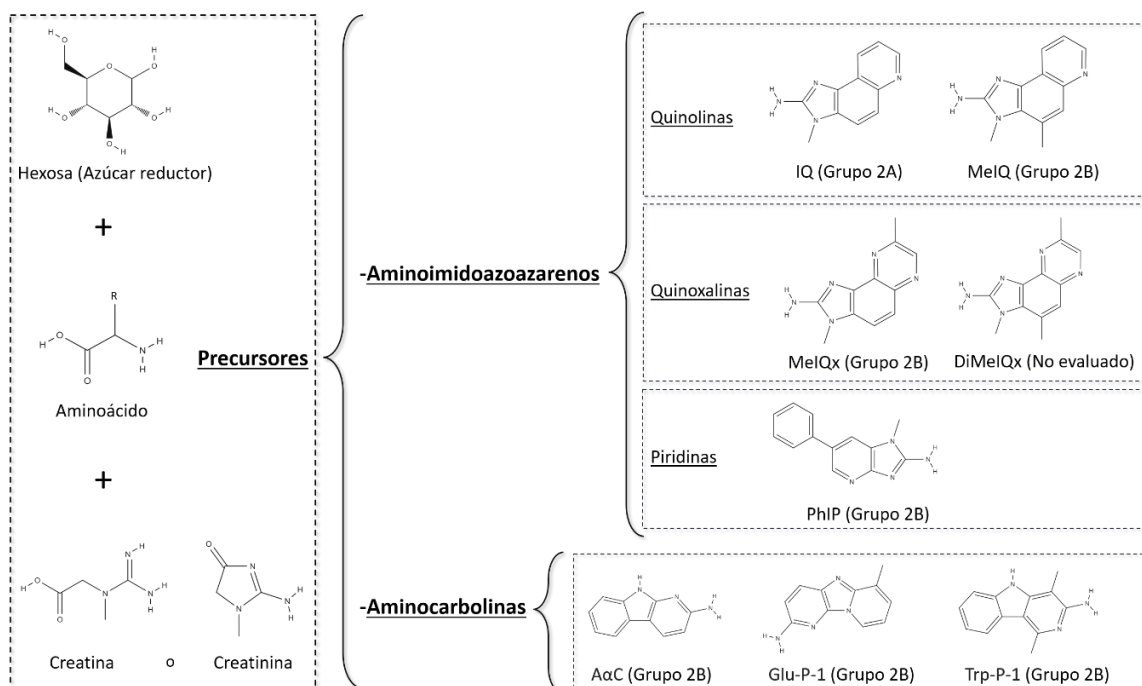 Hexosa (Azúcar reductor)
+
R
Aminoácido
+
Creatina o Creatinina
Precursores
-Aminoimidoazoazarenos
Quinolinas
IQ (Grupo 2A)
MeIQ (Grupo 2B)
Quinoxalinas
MeIQx (Grupo 2B)
DiMeIQx (No evaluado)
Piridinas
PhIP (Grupo 2B)
-Aminocarbolinas
AαC (Grupo 2B)
Glu-P-1 (Grupo 2B)
Trp-P-1 (Grupo 2B)